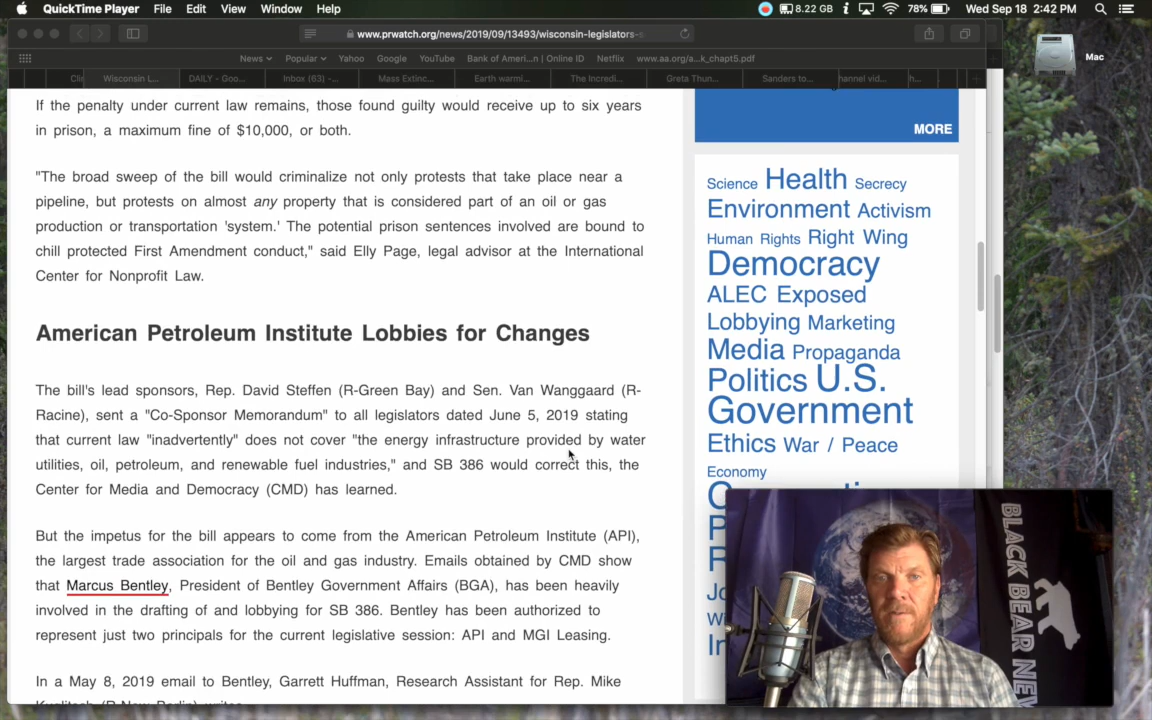 QuickTime Player File Edit View Window Help 8.22 GB 78% Wed Sep 18 2:42 PM
www.prwatch.org/news/2019/09/13493/wisconsin-legislators-
News Popular Yahoo Google YouTube Bank of Ameri...n | Online ID Netflix www.aa.org/a...k_chapt5.pdf
Wisconsin L... DAILY - Goo... Inbox (63) -... Mass Extinc... Earth warmi... The Incredi... Greta Thun... Sanders to... hannel vid... h...
Mac
If the penalty under current law remains, those found guilty would receive up to six years
in prison, a maximum fine of $10,000, or both.
"The broad sweep of the bill would criminalize not only protests that take place near a
pipeline, but protests on almost any property that is considered part of an oil or gas
production or transportation 'system.' The potential prison sentences involved are bound to
chill protected First Amendment conduct," said Elly Page, legal advisor at the International
Center for Nonprofit Law.
American Petroleum Institute Lobbies for Changes
The bill's lead sponsors, Rep. David Steffen (R-Green Bay) and Sen. Van Wanggaard (R-
Racine), sent a "Co-Sponsor Memorandum" to all legislators dated June 5, 2019 stating
that current law "inadvertently" does not cover "the energy infrastructure provided by water
utilities, oil, petroleum, and renewable fuel industries," and SB 386 would correct this, the
Center for Media and Democracy (CMD) has learned.
But the impetus for the bill appears to come from the American Petroleum Institute (API),
the largest trade association for the oil and gas industry. Emails obtained by CMD show
that Marcus Bentley, President of Bentley Government Affairs (BGA), has been heavily
involved in the drafting of and lobbying for SB 386. Bentley has been authorized to
represent just two principals for the current legislative session: API and MGI Leasing.
In a May 8, 2019 email to Bentley, Garrett Huffman, Research Assistant for Rep. Mike
MORE
Science Health Secrecy
Environment Activism
Human Rights Right Wing
Democracy
ALEC Exposed
Lobbying Marketing
Media Propaganda
Politics U.S.
Government
Ethics War / Peace
Economy
BLACK BEAR NEW